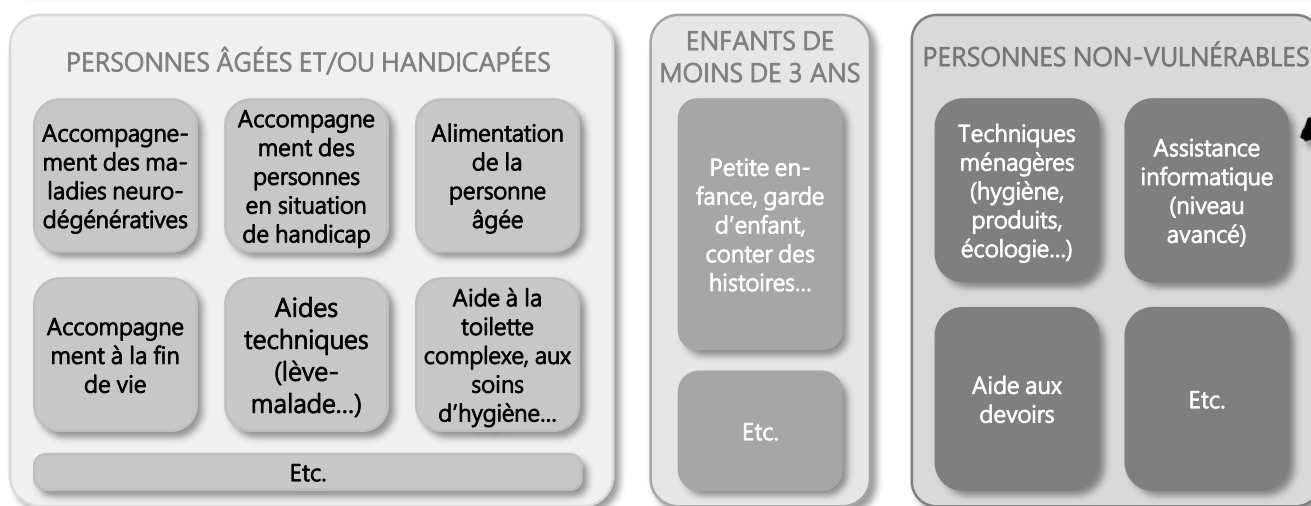 PERSONNES ÂGÉES ET/OU HANDICAPÉES
Accompagne-
ment des ma-
ladies neuro-
dégénératives
Accompagne
ment des
personnes
en situation
de handicap
Alimentation
de la
personne
âgée
Accompagne
ment à la fin
de vie
Aides
techniques
(lève-
malade...)
Aide à la
toilette
complexe, aux
soins
d'hygiène...
Etc.
ENFANTS DE
MOINS DE 3 ANS
Petite en-
fance, garde
d'enfant,
conter des
histoires...
Etc.
PERSONNES NON-VULNÉRABLES
Techniques
ménagères
(hygiène,
produits,
écologie...)
Assistance
informatique
(niveau
avancé)
Aide aux
devoirs
Etc.